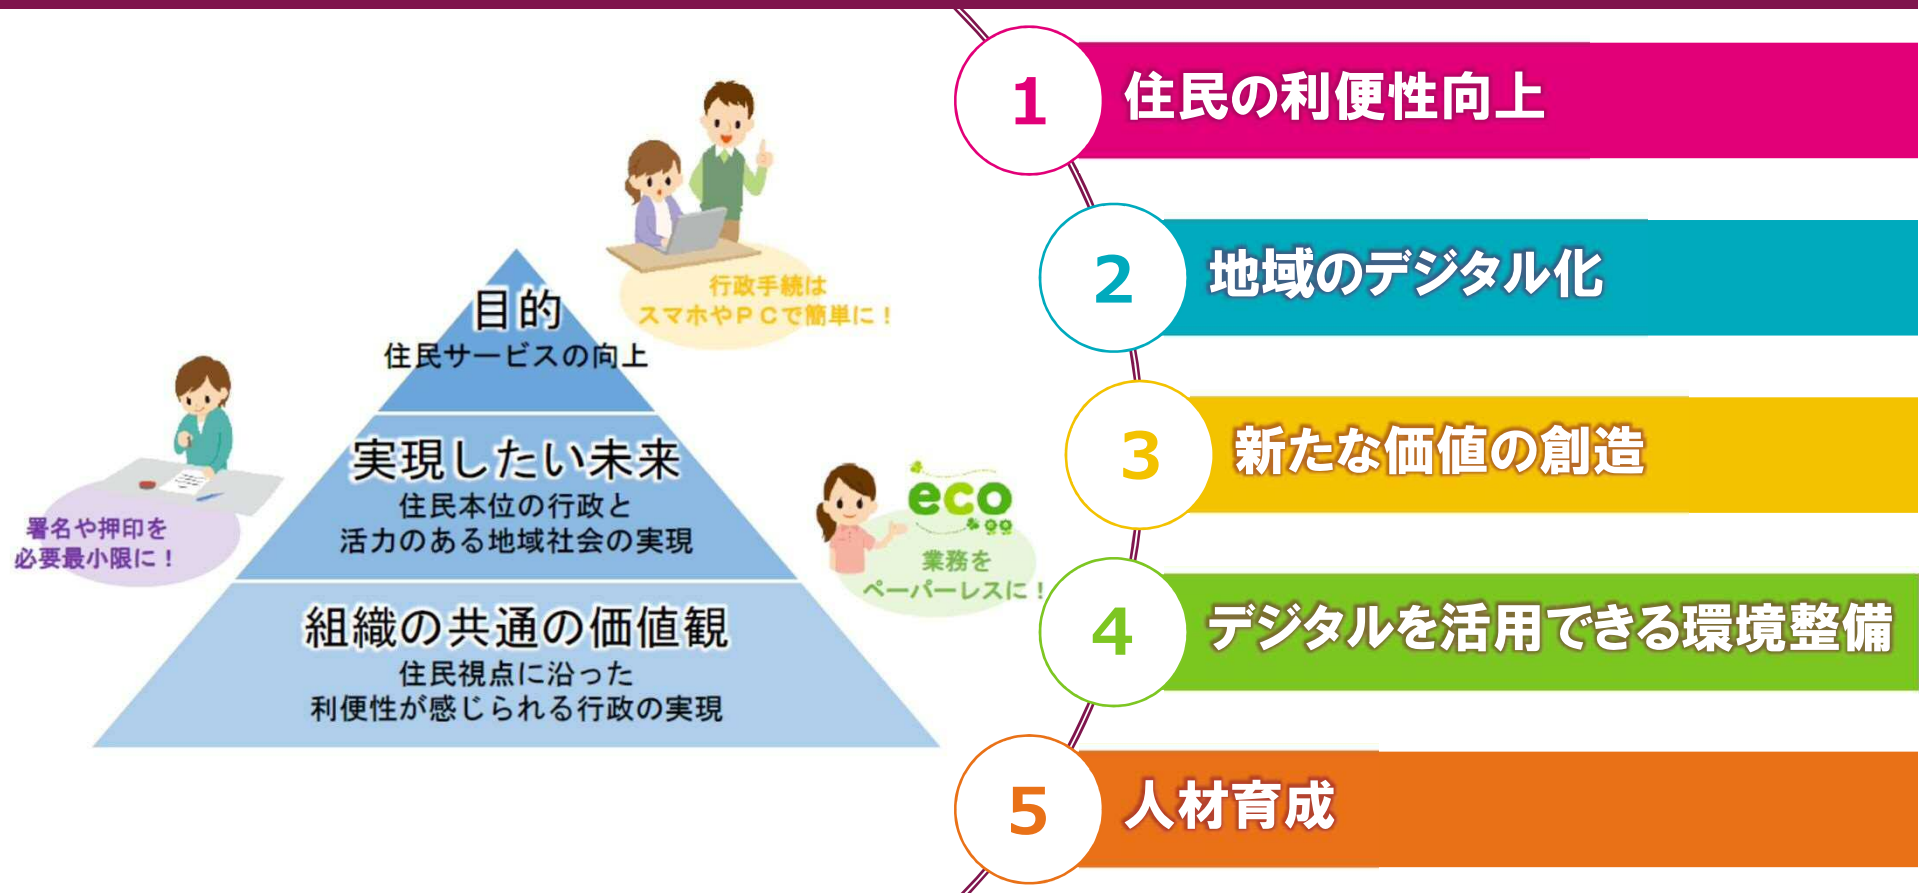 行政手続は
スマホやPCで簡単に！
目的
住民サービスの向上
実現したい未来
住民本位の行政と
活力のある地域社会の実現
組織の共通の価値観
住民視点に沿った
利便性が感じられる行政の実現
署名や押印を
必要最小限に！
eco
業務を
ペーパーレスに！
1
住民の利便性向上
2
地域のデジタル化
3
新たな価値の創造
4
デジタルを活用できる環境整備
5
人材育成